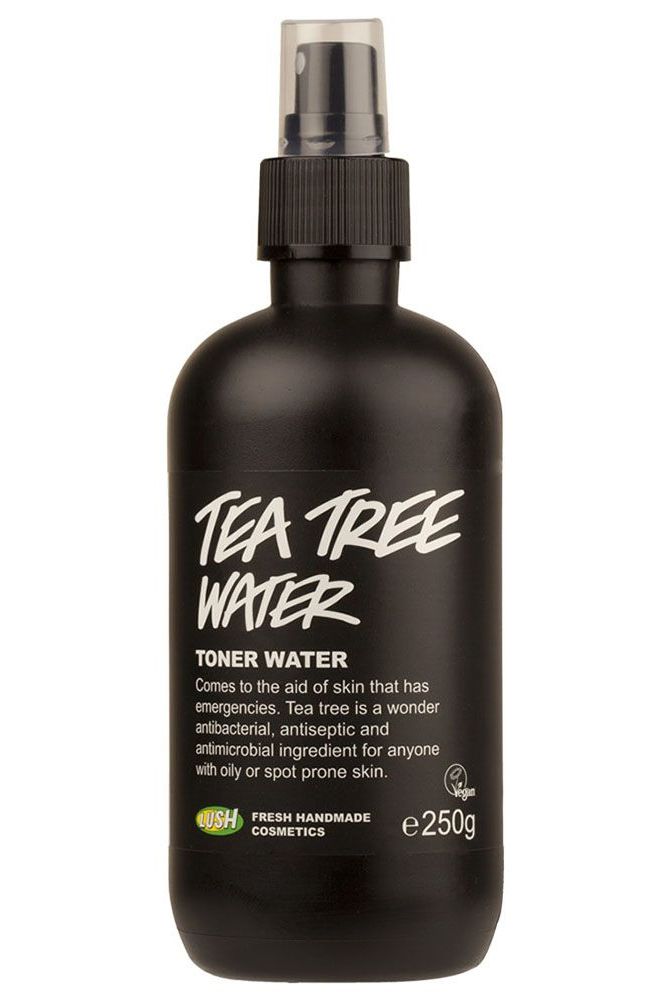 TEA TREE
WATER
TONER WATER
Comes to the aid of skin that has
emergencies. Tea tree is a wonder
antibacterial, antiseptic and
antimicrobial ingredient for anyone
with oily or spot prone skin.
Vegan
LUSH
FRESH HANDMADE
COSMETICS
℮250g